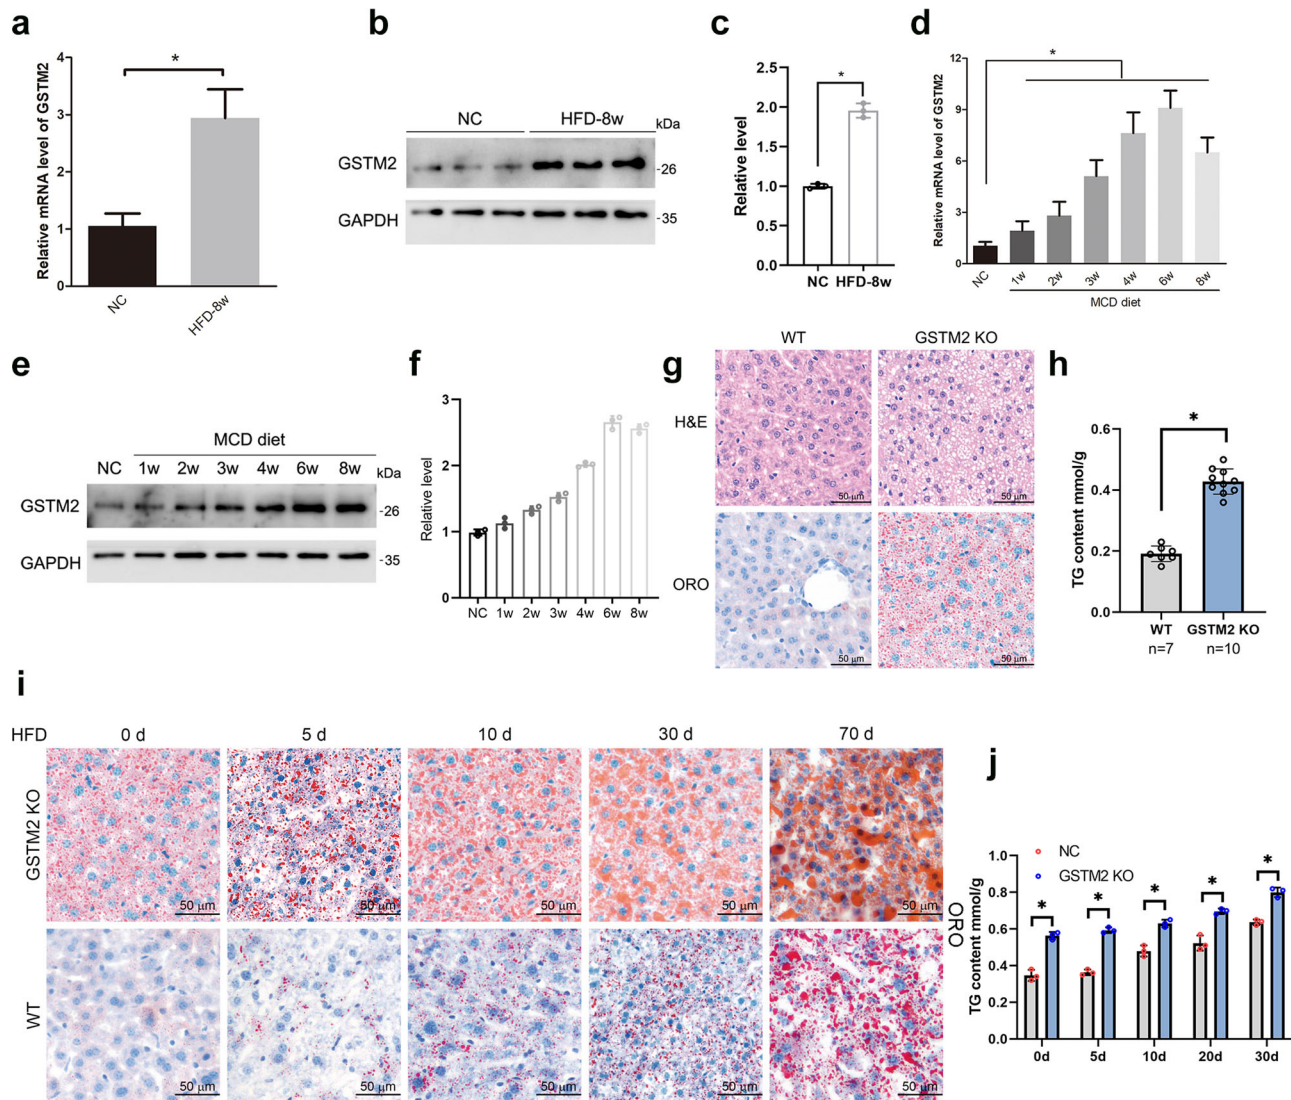 a
Relative mRNA level of GSTM2
4
3
2
1
0
*
NC
HFD-8w
b
NC HFD-8w kDa
GSTM2 -26
GAPDH -35
c
Relative level
2.5
2.0
1.5
1.0
0.5
0.0
*
NC HFD-8w
d
Relative mRNA level of GSTM2
12
9
6
3
0
*
NC 1w 2w 3w 4w 6w 8w
MCD diet
e
MCD diet
NC 1w 2w 3w 4w 6w 8w kDa
GSTM2 -26
GAPDH -35
f
Relative level
3
2
1
0
NC 1w 2w 3w 4w 6w 8w
g
WT GSTM2 KO
H&E
50 μm 50 μm
ORO
50 μm 50 μm
h
TG content mmol/g
0.6
0.4
0.2
0.0
*
WT GSTM2 KO
n=7 n=10
i
HFD 0 d 5 d 10 d 30 d 70 d
GSTM2 KO
50 μm 50 μm 50 μm 50 μm 50 μm
WT
50 μm 50 μm 50 μm 50 μm 50 μm
ORO
j
NC
GSTM2 KO
TG content mmol/g
1.0
0.8
0.6
0.4
0.2
0.0
* * * * *
0d 5d 10d 20d 30d